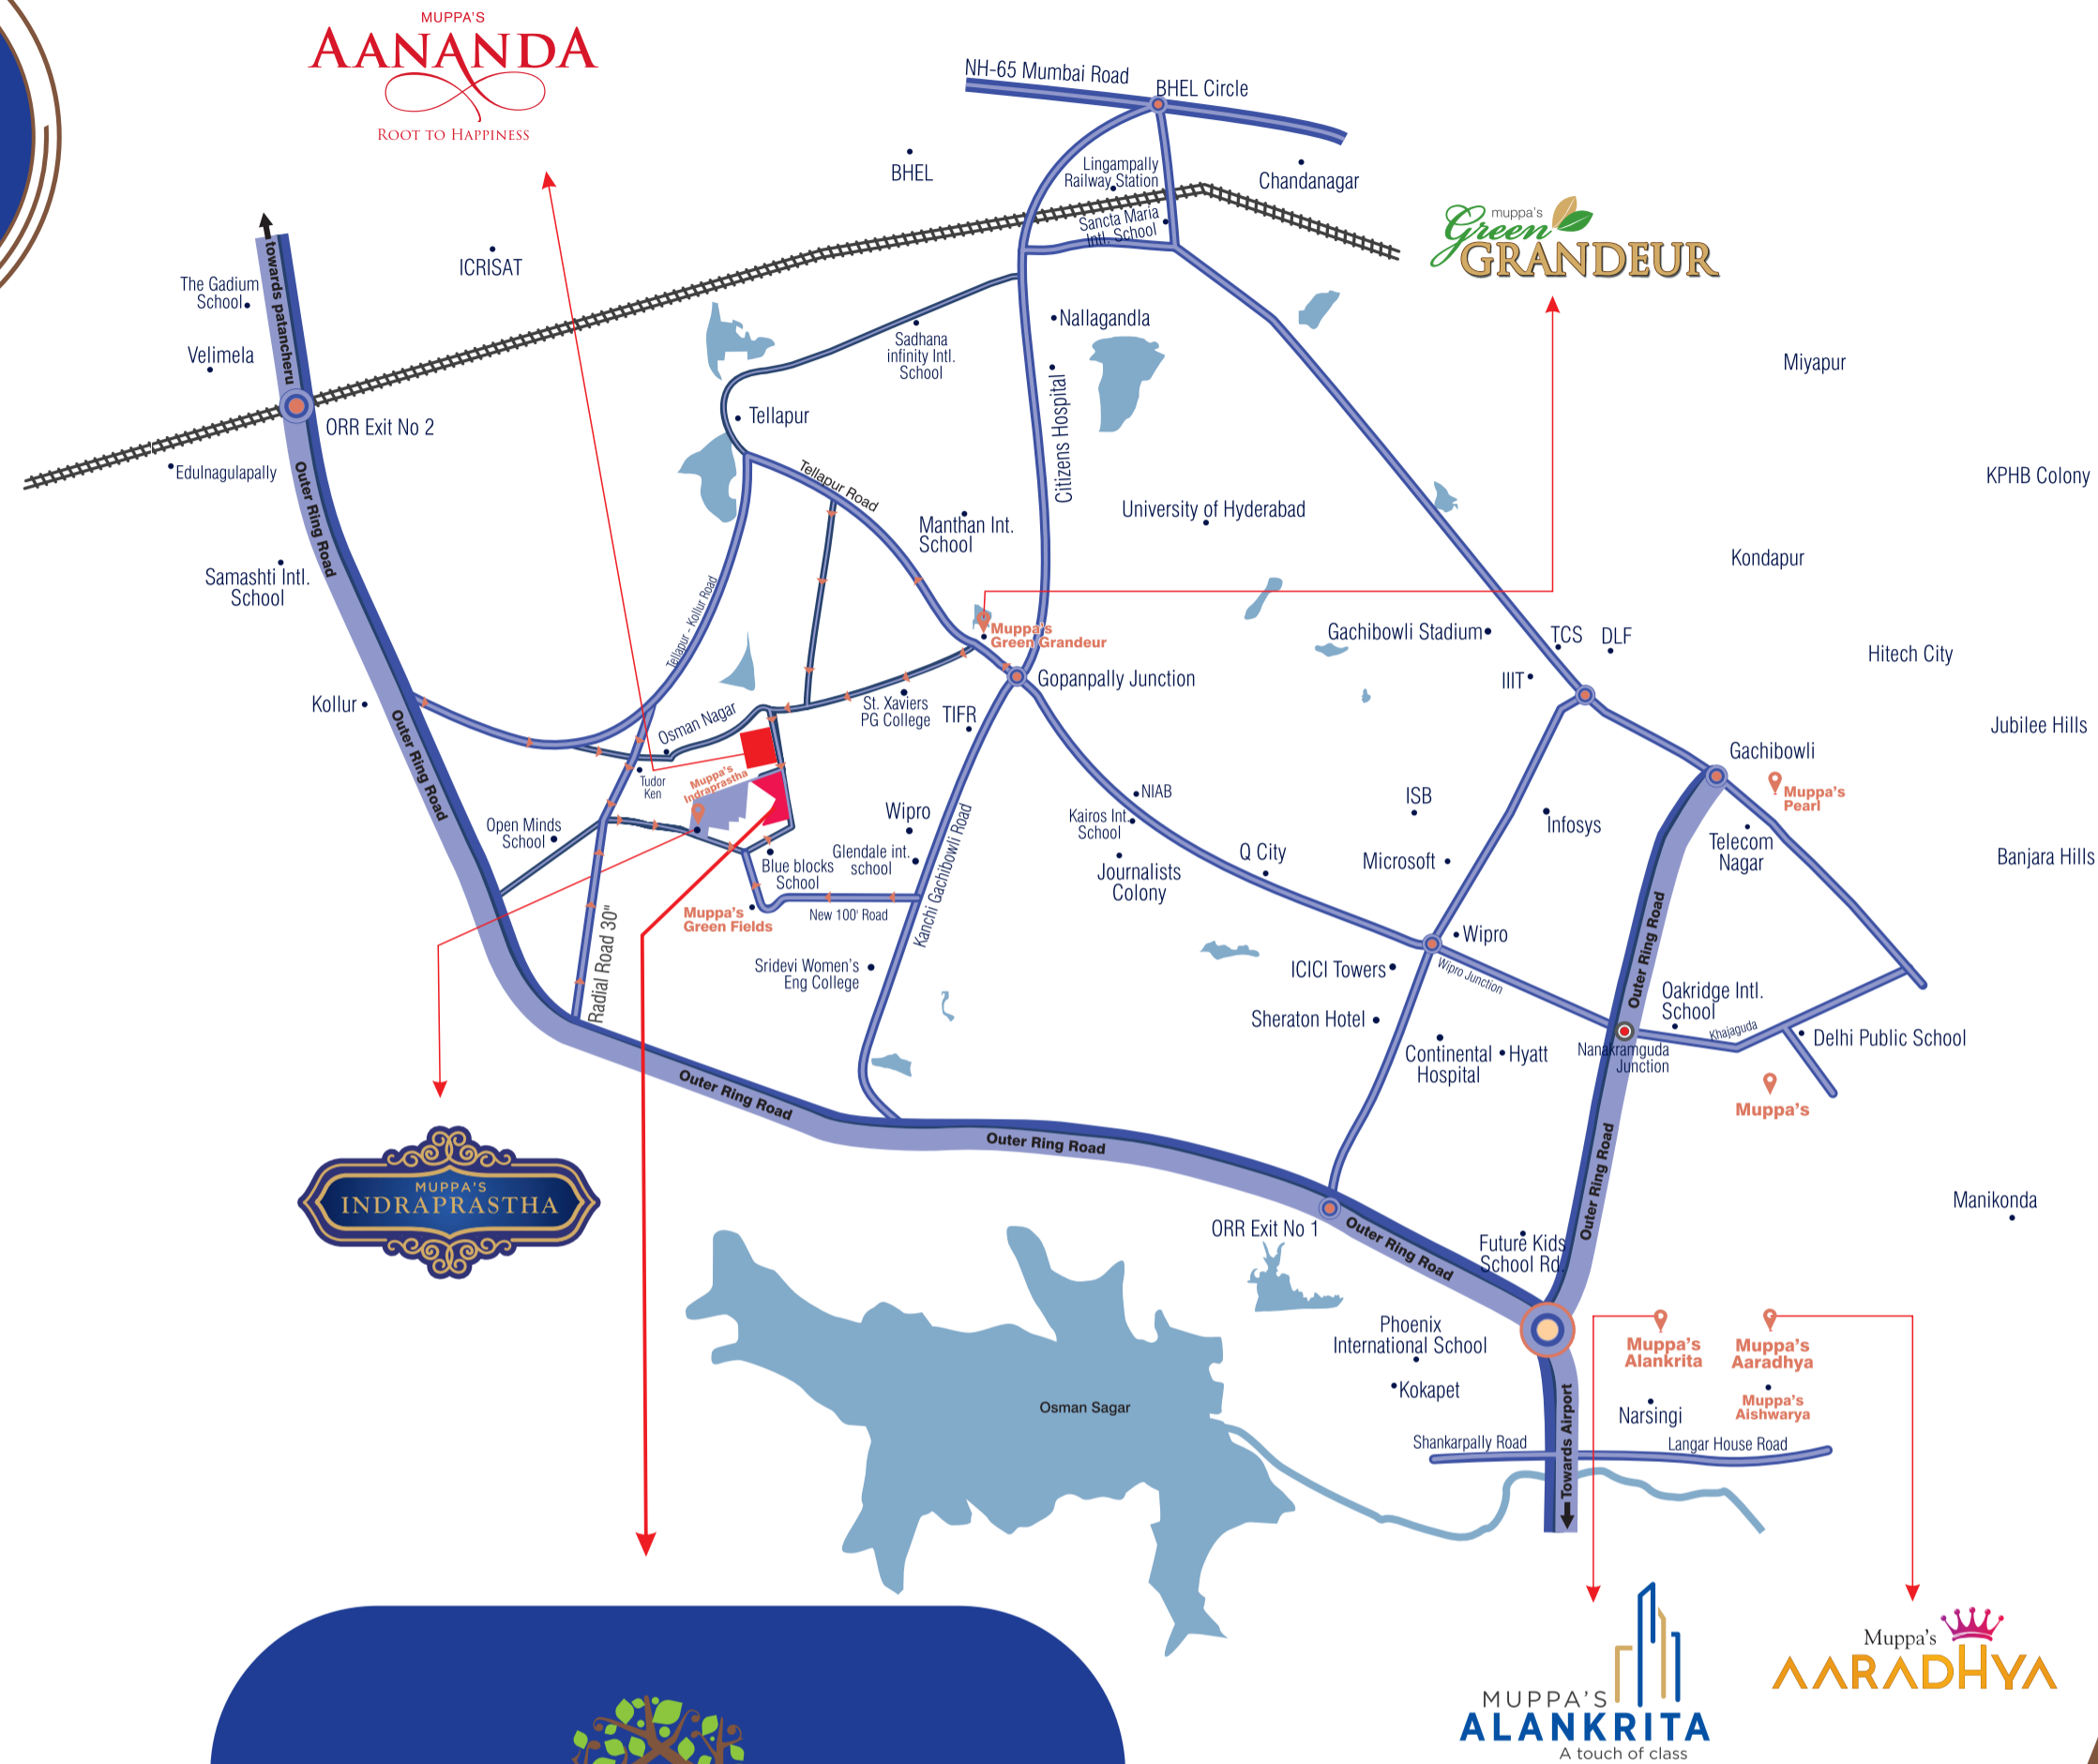 MUPPA'S
AANANDA
ROOT TO HAPPINESS
NH-65 Mumbai Road
BHEL Circle
BHEL
Lingampally
Railway Station
Chandanagar
Sancta Maria
Intl. School
muppa's
Green
GRANDEUR
towards patancheru
ICRISAT
The Gadium
School
Velimela
ORR Exit No 2
Edulnagulapally
Outer Ring Road
Samashti Intl.
School
Nallagandla
Sadhana
infinity Intl.
School
Citizens Hospital
Tellapur
Tellapur Road
Manthan Int.
School
University of Hyderabad
Miyapur
KPHB Colony
Kondapur
Hitech City
Jubilee Hills
Banjara Hills
Tellapur - Kollur Road
Muppa's
Green Grandeur
Gopanpally Junction
Gachibowli Stadium
TCS
DLF
IIIT
Kollur
Outer Ring Road
Osman Nagar
St. Xaviers
PG College
TIFR
Tudor
Ken
Muppa's
Indraprastha
Gachibowli
Muppa's
Pearl
Telecom
Nagar
NIAB
Kairos Int.
School
Journalists
Colony
Q City
ISB
Microsoft
Infosys
Wipro
Glendale int.
school
Kanchi Gachibowli Road
Open Minds
School
Blue blocks
School
Muppa's
Green Fields
New 100' Road
Radial Road 30"
Sridevi Women's
Eng College
Wipro
Wipro Junction
ICICI Towers
Sheraton Hotel
Continental
Hospital
Hyatt
Outer Ring Road
Oakridge Intl.
School
Khajaguda
Nanakramguda
Junction
Delhi Public School
Muppa's
Outer Ring Road
Outer Ring Road
Outer Ring Road
Manikonda
MUPPA'S
INDRAPRASTHA
ORR Exit No 1
Outer Ring Road
Future Kids
School Rd.
Phoenix
International School
Kokapet
Osman Sagar
Muppa's
Alankrita
Muppa's
Aaradhya
Muppa's
Aishwarya
Narsingi
Shankarpally Road
Langar House Road
Towards Airport
MUPPA'S
ALANKRITA
A touch of class
Muppa's
AARADHYA